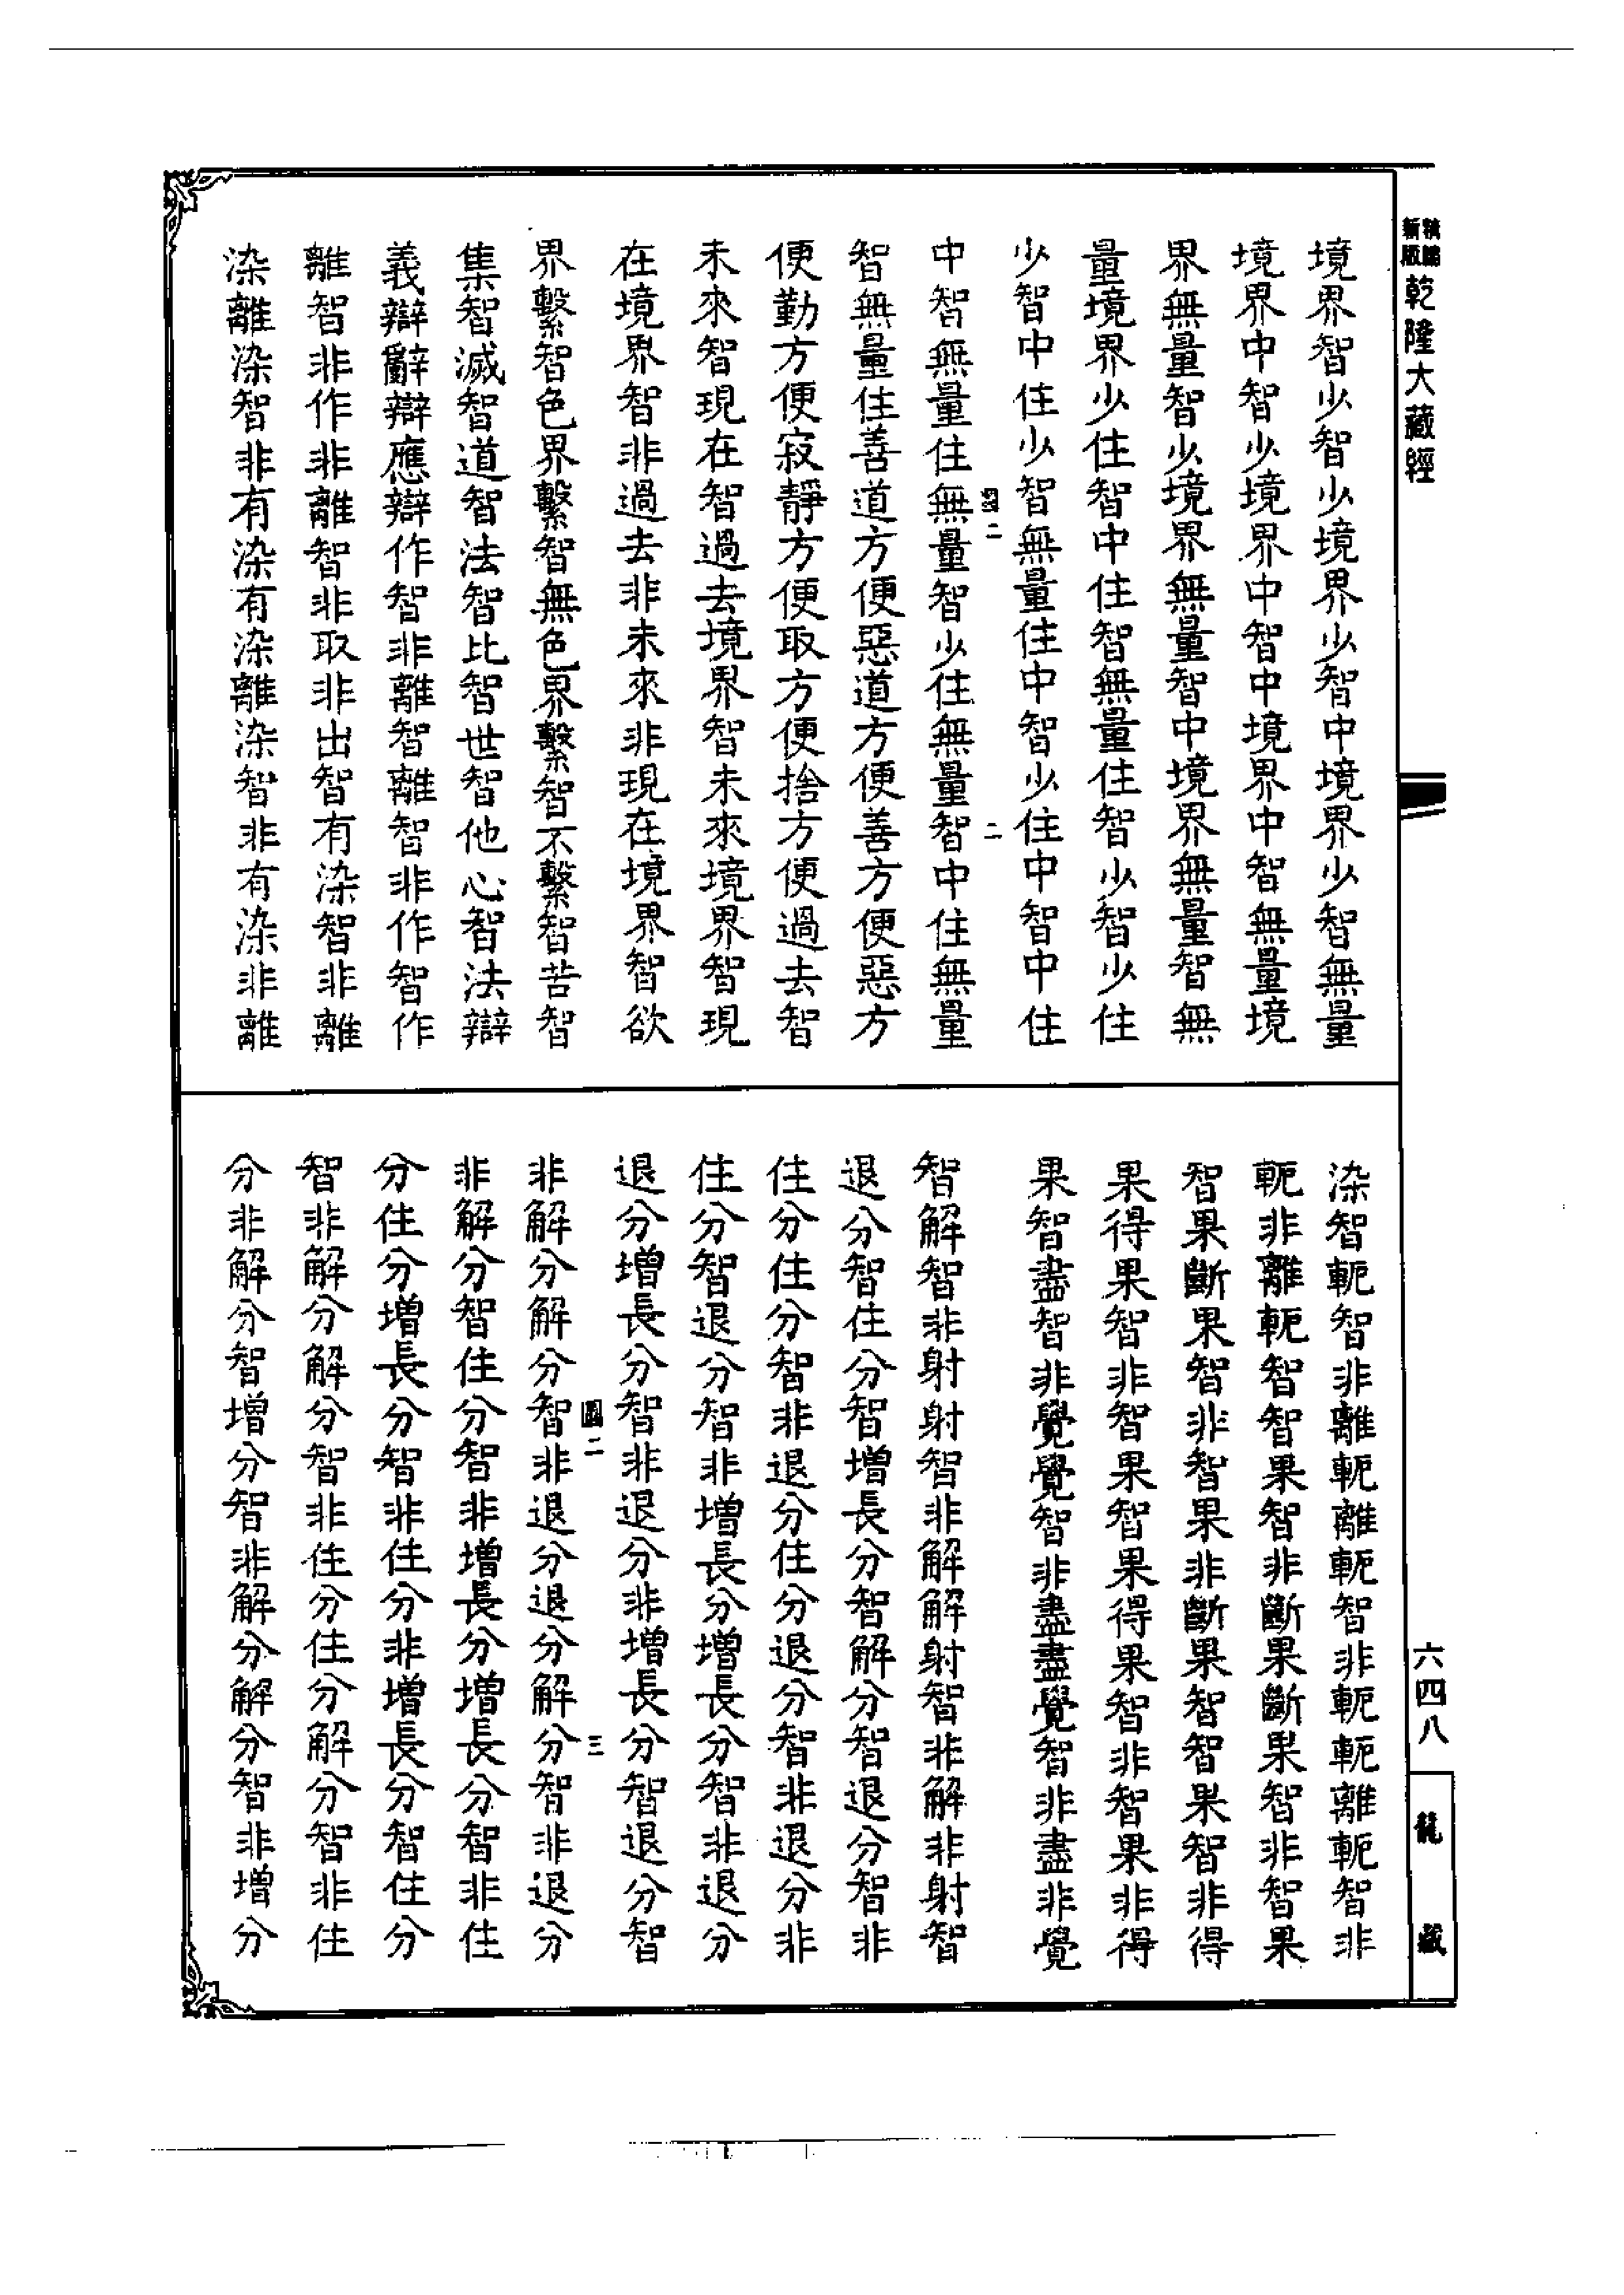 精編
新版
乾隆大藏經
境界智少智少境界少智中境界少智無量
境界中智少境界中智中境界中智無量境
界無量智少境界無量智中境界無量智無
量境界少住智中住智無量住智少智少住
少智中住少智無量住中智少住中智中住
中智無量住無量智少住無量智中住無量
智無量住善道方便惡道方便善方便惡方
便勤方便寂靜方便取方便捨方便過去智
未來智現在智過去境界智未來境界智現
在境界智非過去非未來非現在境界智欲
界繫智色界繫智無色界繫智不繫智苦智
集智滅智道智法智比智世智他心智法辯
義辯辭辯應辯作智非離智離智非作智作
離智非作非離智非取非出智有染智非離
染離染智非有染有染離染智非有染非離
染智軛智非離軛離軛智非軛軛離軛智非
軛非離軛智智果智非斷果斷果智非智果
智果斷果智非智果非斷果智智果智非得
果得果智非智果智果得果智非智果非得
果智盡智非覺覺智非盡盡覺智非盡非覺
智解智非射射智非解解射智非解非射智
退分智住分智增長分智解分智退分智非
住分住分智非退分住分退分智非退分非
住分智退分智非增長分增長分智非退分
退分增長分智非退分非增長分智退分智
非解分解分智非退分退分解分智非退分
非解分智住分智非增長分增長分智非住
分住分增長分智非住分非增長分智住分
智非解分解分智非住分住分解分智非住
分非解分智增分智非解分解分智非增分
二
二
三
六四八
龍藏